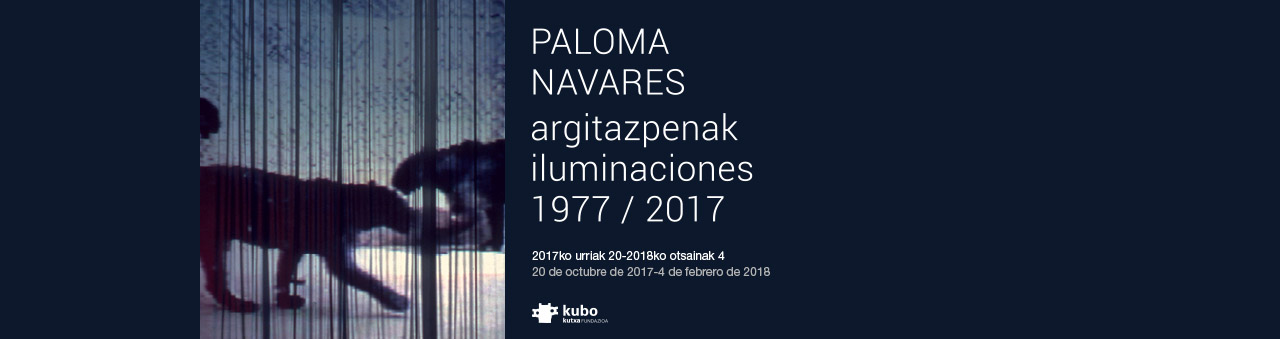 PALOMA
NAVARES
argitazpenak
iluminaciones
1977 / 2017
2017ko urriak 20-2018ko otsainak 4
20 de octubre de 2017-4 de febrero de 2018
kubo
kutxa FUNDAZIOA